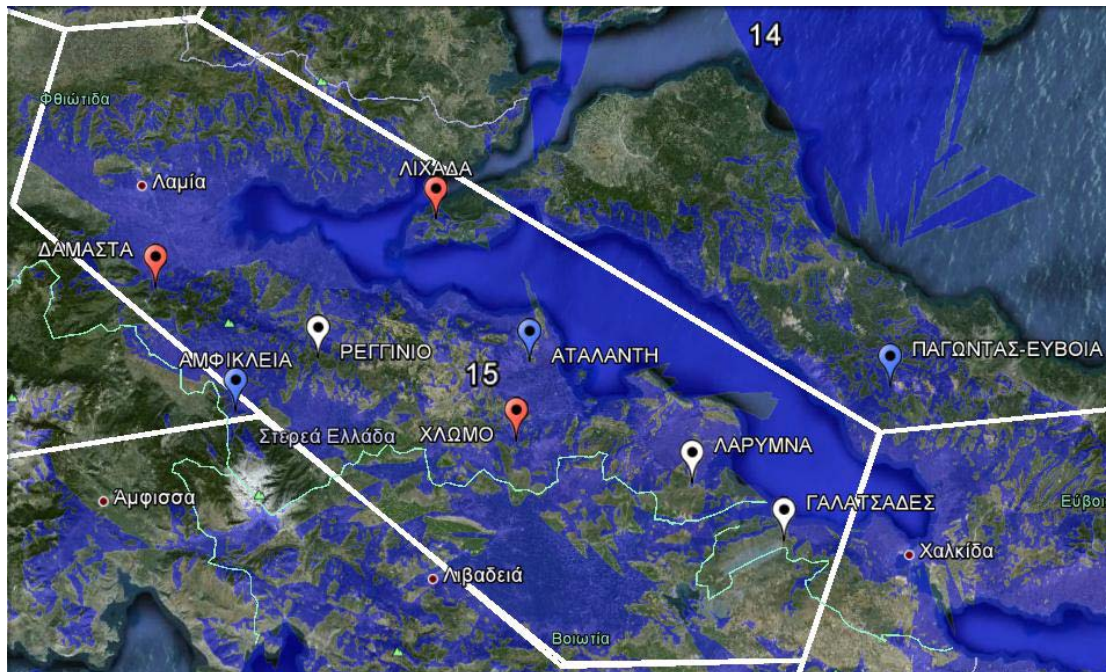 14
Φθιώτιδα
Λαμία
ΛΙΧΑΔΑ
ΔΑΜΑΣΤΑ
ΡΕΓΓΙΝΙΟ
ΑΤΑΛΑΝΤΗ
ΠΑΓΩΝΤΑΣ-ΕΥΒΟΙΑ
ΑΜΦΙΚΛΕΙΑ
15
Στερεά Ελλάδα
ΧΛΩΜΟ
ΛΑΡΥΜΝΑ
Άμφισσα
ΓΑΛΑΤΣΑΔΕΣ
Εύβοι
Χαλκίδα
Λιβαδειά
Βοιωτία